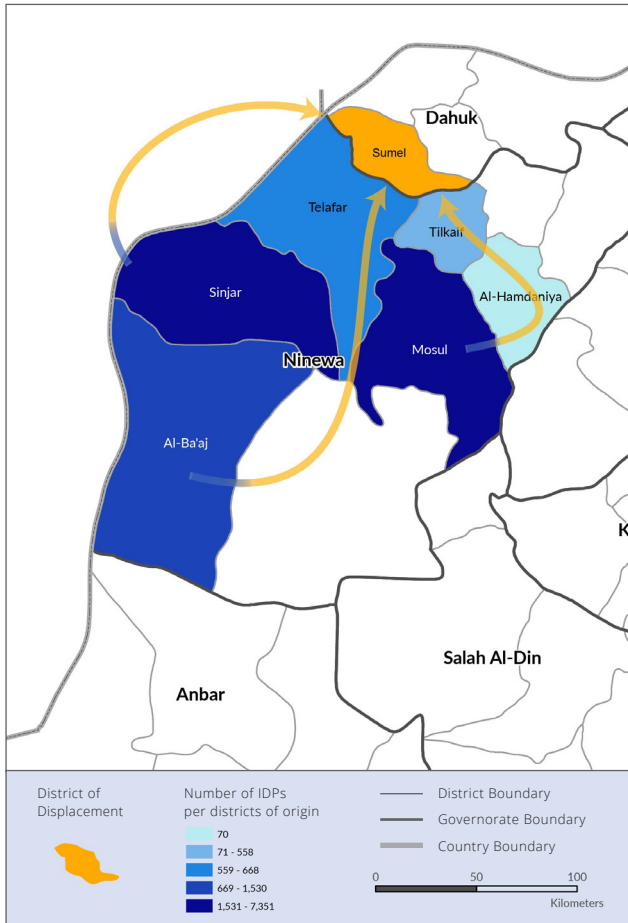 Dahuk
Sumel
Telafar
Tilkaif
Sinjar
Al-Hamdaniya
Mosul
Ninewa
Al-Ba'aj
K
Salah Al-Din
Anbar
District of
Displacement
Number of IDPs
per districts of origin
70
71 - 558
559 - 668
669 - 1,530
1,531 - 7,351
District Boundary
Governorate Boundary
Country Boundary
0 50 100
Kilometers